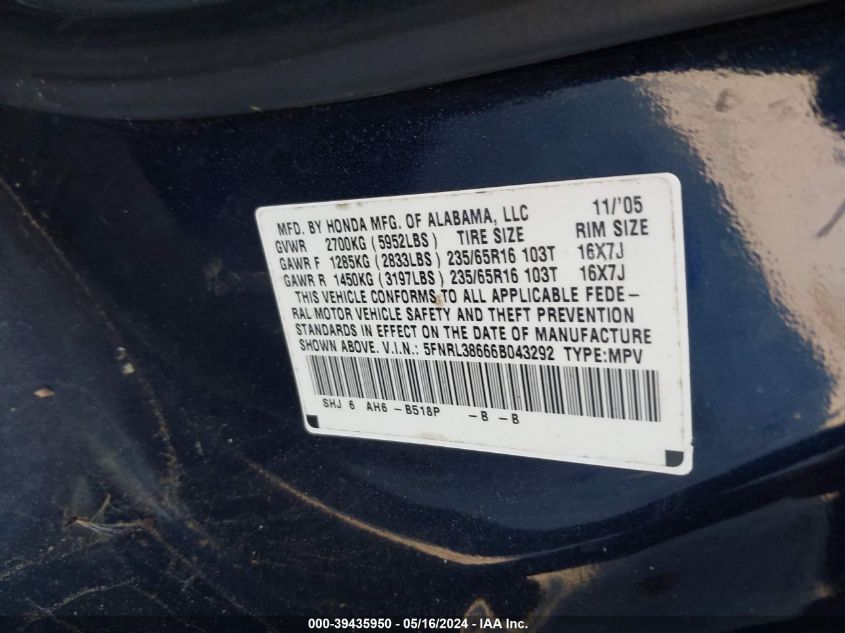 MFD. BY HONDA MFG. OF ALABAMA, LLC 11/'05
GVWR 2700KG (5952LBS) TIRE SIZE RIM SIZE
GAWR F 1285KG (2833LBS) 235/65R16 103T 16X7J
GAWR R 1450KG (3197LBS) 235/65R16 103T 16X7J
THIS VEHICLE CONFORMS TO ALL APPLICABLE FEDE-
RAL MOTOR VEHICLE SAFETY AND THEFT PREVENTION
STANDARDS IN EFFECT ON THE DATE OF MANUFACTURE
SHOWN ABOVE. V.I.N.: 5FNRL38666B043292 TYPE:MPV
SHJ 6 AH6 -B518P -B -B
000-39435950 - 05/16/2024 - IAA Inc.